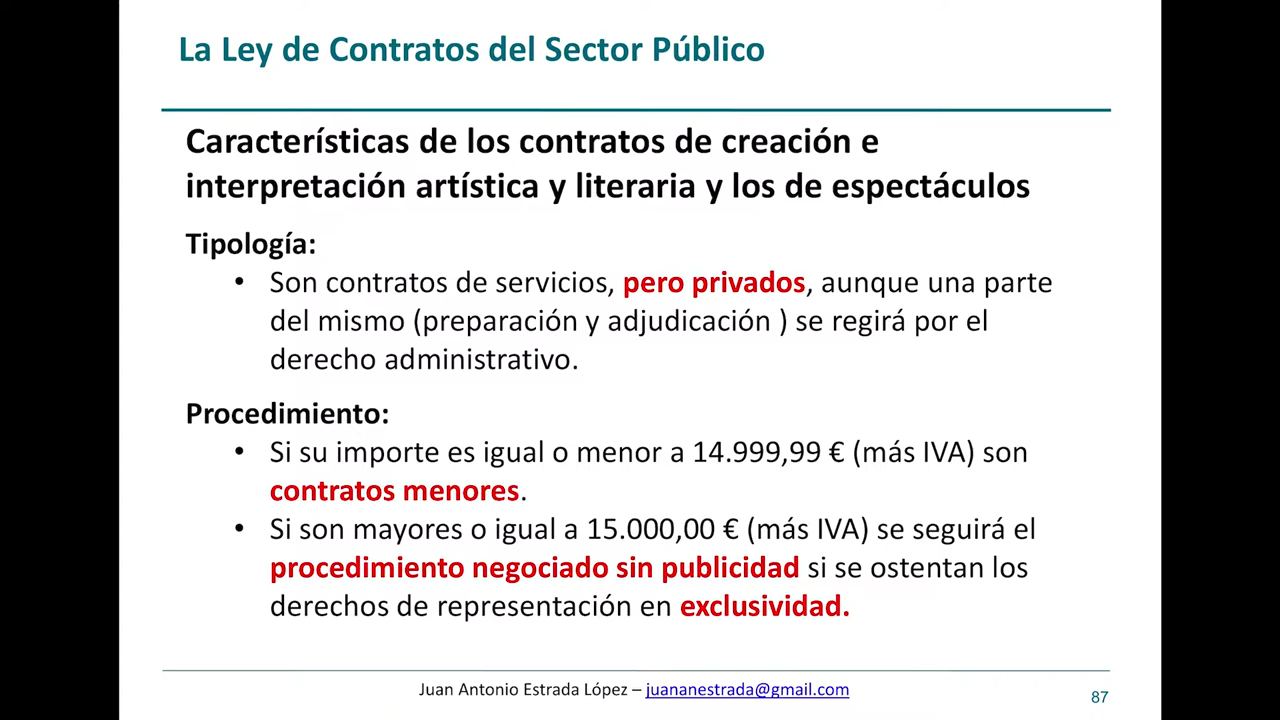 La Ley de Contratos del Sector Público
Características de los contratos de creación e
interpretación artística y literaria y los de espectáculos
Tipología:
• Son contratos de servicios, pero privados, aunque una parte
del mismo (preparación y adjudicación ) se regirá por el
derecho administrativo.
Procedimiento:
• Si su importe es igual o menor a 14.999,99 € (más IVA) son
contratos menores.
• Si son mayores o igual a 15.000,00 € (más IVA) se seguirá el
procedimiento negociado sin publicidad si se ostentan los
derechos de representación en exclusividad.
Juan Antonio Estrada López – juananestrada@gmail.com
87